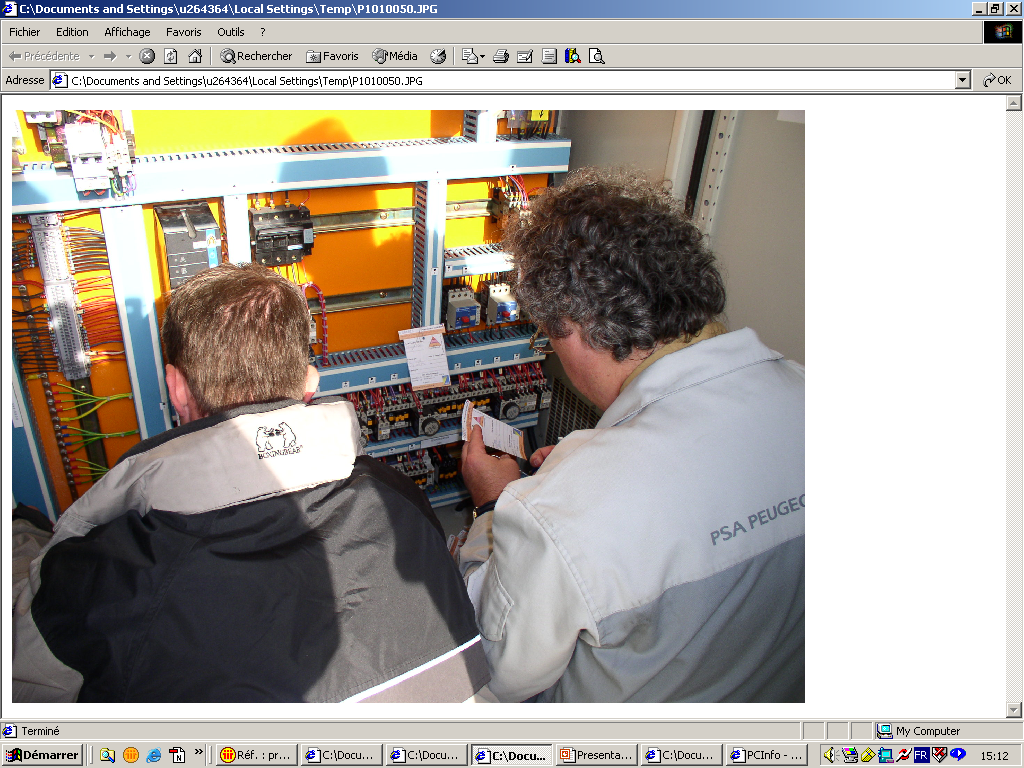 C:\Documents and Settings\u264364\Local Settings\Temp\P1010050.JPG
Fichier Edition Affichage Favoris Outils ?
Précédente Rechercher Favoris Média
Adresse C:\Documents and Settings\u264364\Local Settings\Temp\P1010050.JPG OK
BOXINGBEAR
PSA PEUGEO
Terminé My Computer
Démarrer Réf. : pr... C:\Docu... C:\Docu... C:\Docu... Presenta... C:\Docu... PCInfo - ... FR 15:12